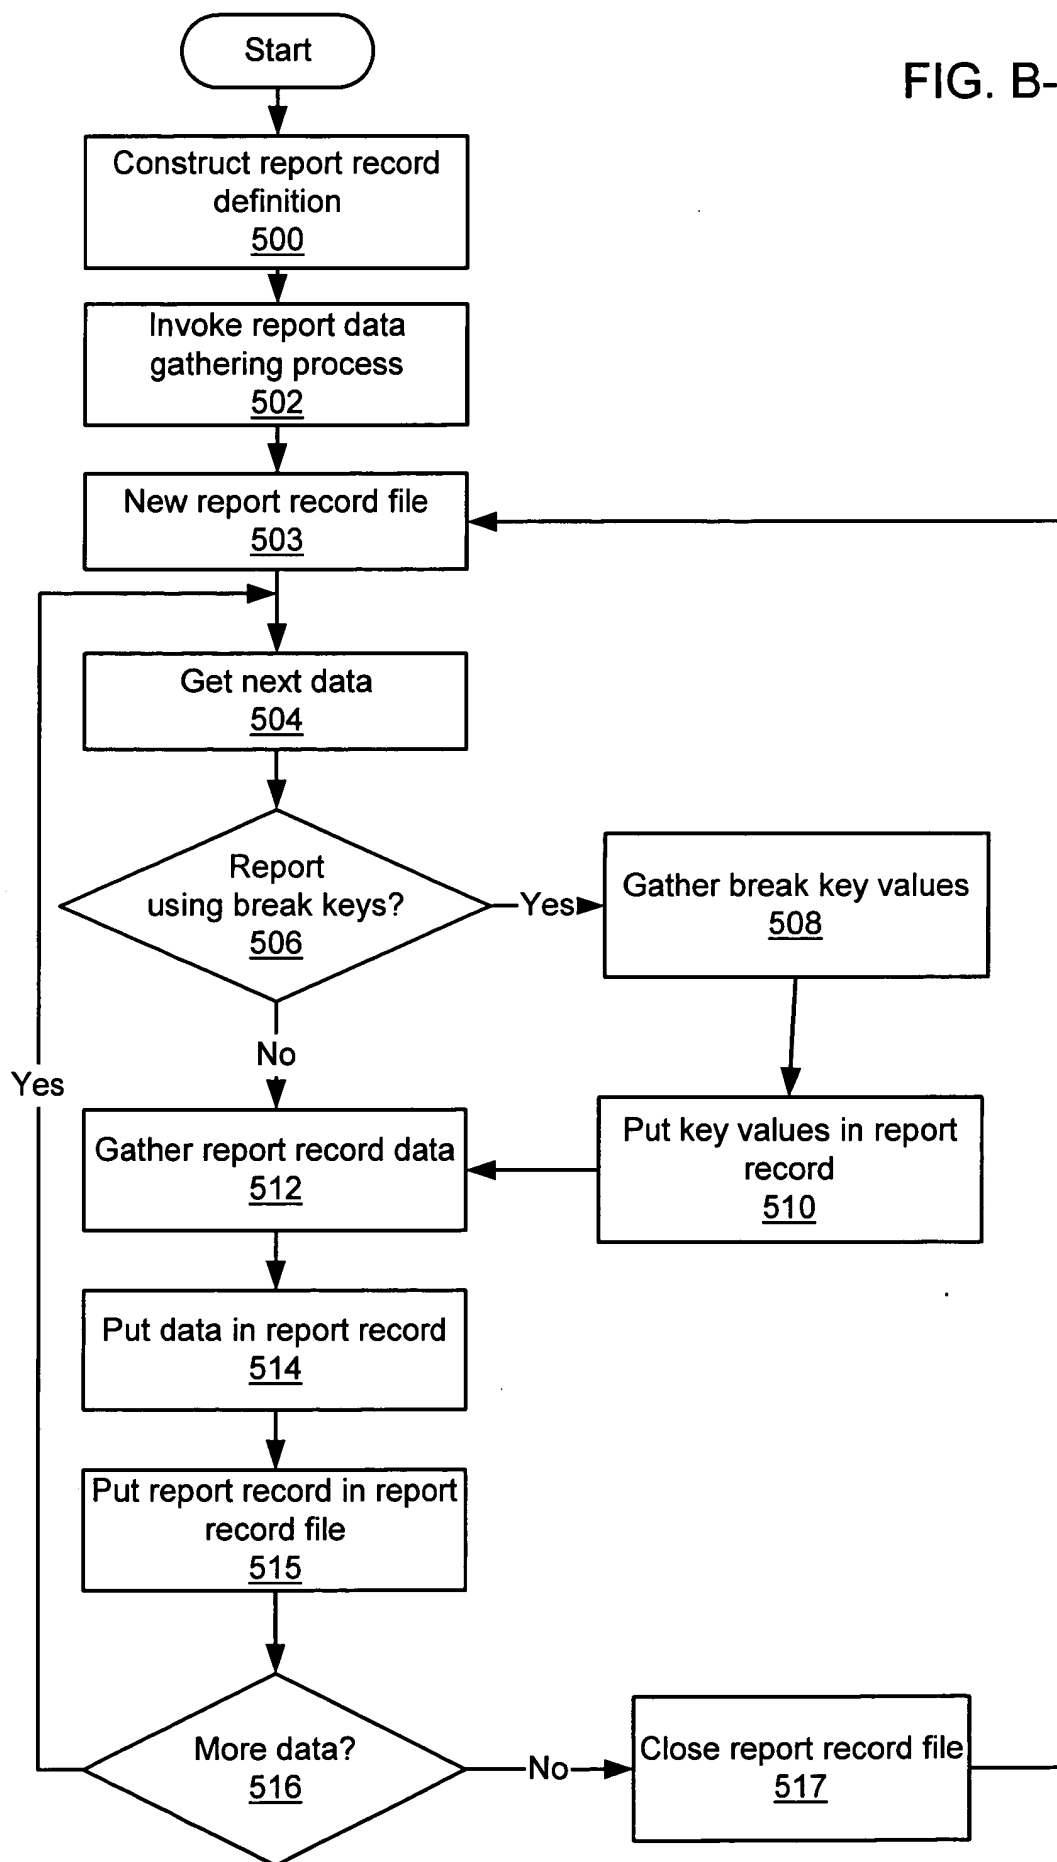 Start
FIG. B-
Construct report record
definition
500
Invoke report data
gathering process
502
New report record file
503
Get next data
504
Report
using break keys?
506
Yes
Gather break key values
508
No
Yes
Gather report record data
512
Put key values in report
record
510
Put data in report record
514
Put report record in report
record file
515
More data?
516
No
Close report record file
517